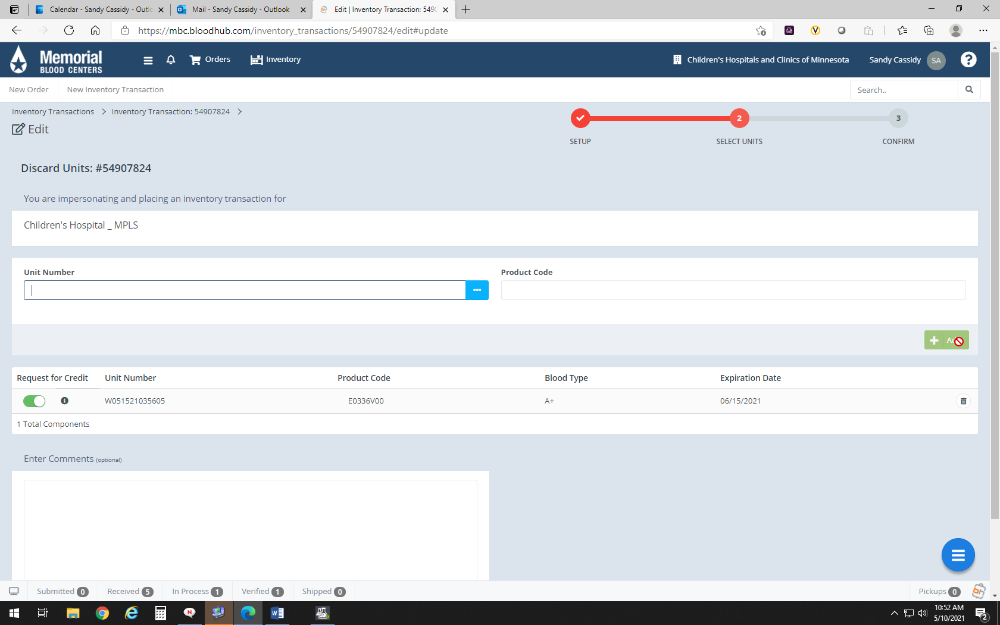 Calendar - Sandy Cassidy - Outlo
Mail - Sandy Cassidy - Outlook
Edit | Inventory Transaction: 5490
https://mbc.bloodhub.com/inventory_transactions/54907824/edit#update
Memorial
BLOOD CENTERS
Orders
Inventory
Children's Hospitals and Clinics of Minnesota
Sandy Cassidy
SA
?
New Order
New Inventory Transaction
Search..
Inventory Transactions > Inventory Transaction: 54907824 >
Edit
2
3
SETUP
SELECT UNITS
CONFIRM
Discard Units: #54907824
You are impersonating and placing an inventory transaction for
Children's Hospital _ MPLS
Unit Number
Product Code
Request for Credit Unit Number Product Code Blood Type Expiration Date
W051521035605 E0336V00 A+ 06/15/2021
1 Total Components
Enter Comments (optional)
Submitted 0 Received 5 In Process 1 Verified 1 Shipped 0 Pickups 0
10:52 AM
5/10/2021
2